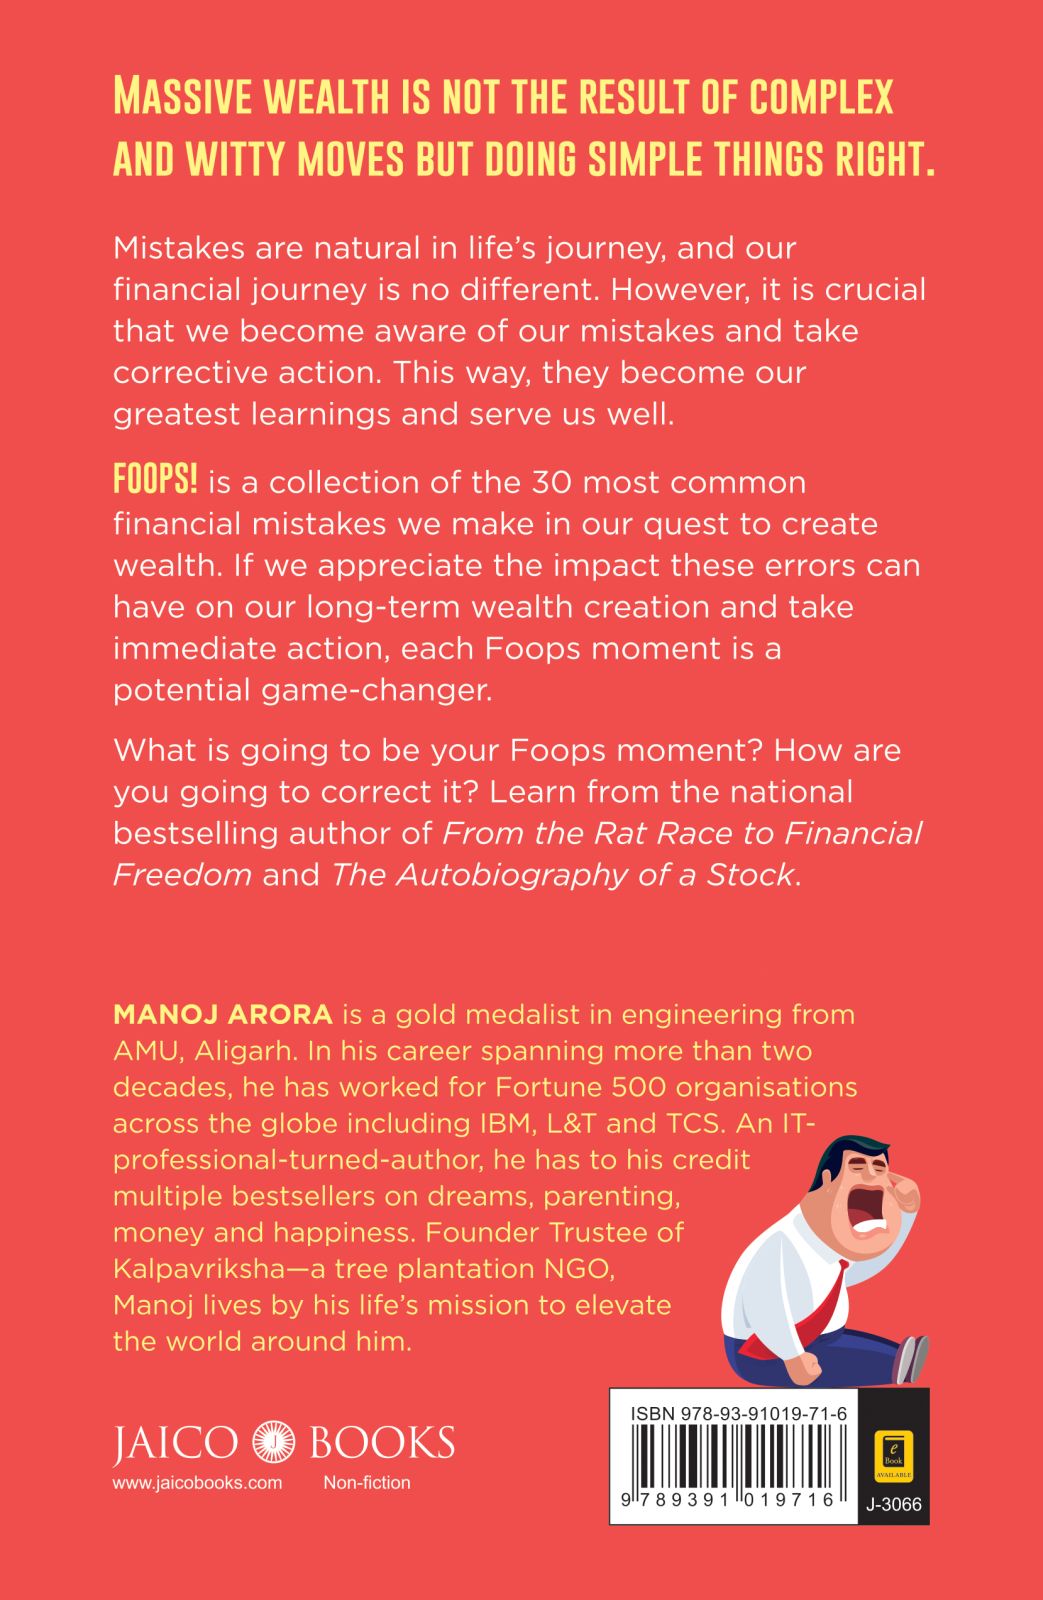 MASSIVE WEALTH IS NOT THE RESULT OF COMPLEX
AND WITTY MOVES BUT DOING SIMPLE THINGS RIGHT.
Mistakes are natural in life’s journey, and our
financial journey is no different. However, it is crucial
that we become aware of our mistakes and take
corrective action. This way, they become our
greatest learnings and serve us well.
FOOPS! is a collection of the 30 most common
financial mistakes we make in our quest to create
wealth. If we appreciate the impact these errors can
have on our long-term wealth creation and take
immediate action, each Foops moment is a
potential game-changer.
What is going to be your Foops moment? How are
you going to correct it? Learn from the national
bestselling author of From the Rat Race to Financial
Freedom and The Autobiography of a Stock.
MANOJ ARORA is a gold medalist in engineering from
AMU, Aligarh. In his career spanning more than two
decades, he has worked for Fortune 500 organisations
across the globe including IBM, L&T and TCS. An IT-
professional-turned-author, he has to his credit
multiple bestsellers on dreams, parenting,
money and happiness. Founder Trustee of
Kalpavriksha—a tree plantation NGO,
Manoj lives by his life’s mission to elevate
the world around him.
JAICO J BOOKS
www.jaicobooks.com Non-fiction
ISBN 978-93-91019-71-6
9 789391 019716
e
Book
AVAILABLE
J-3066